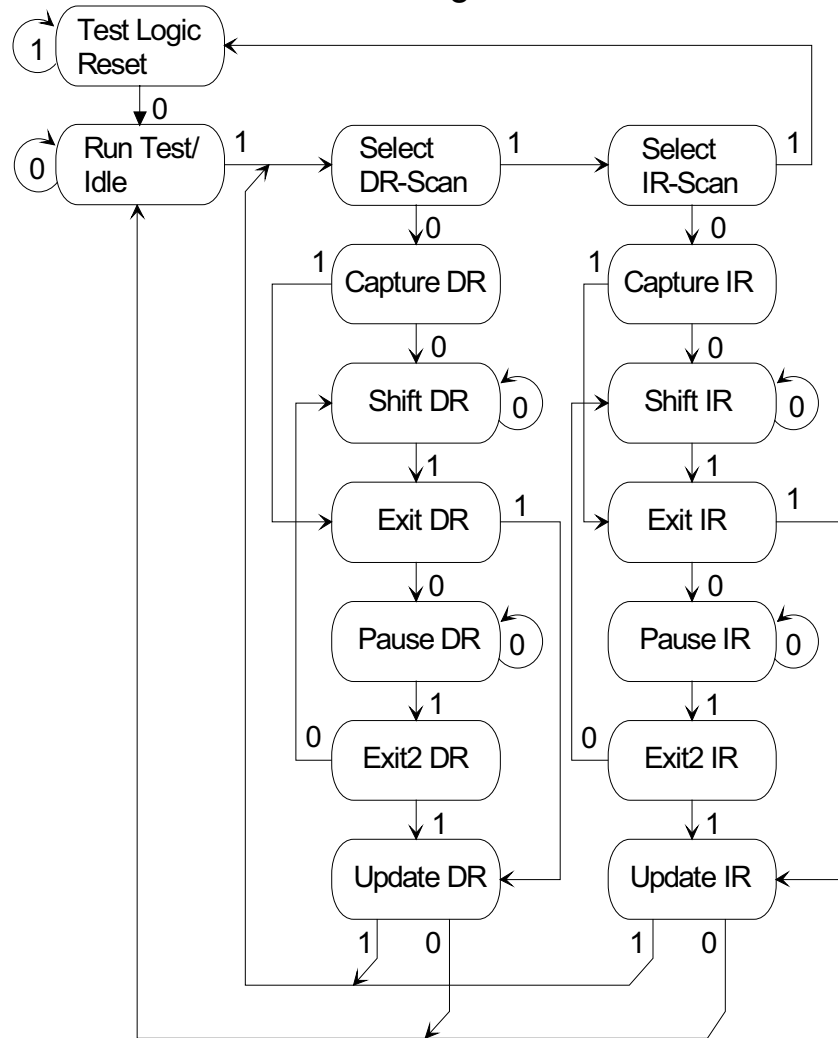 1
Test Logic
Reset
0
0
Run Test/
Idle
1
Select
DR-Scan
1
Select
IR-Scan
1
0
0
1
Capture DR
1
Capture IR
0
0
Shift DR
0
Shift IR
0
1
1
Exit DR
1
Exit IR
1
0
0
Pause DR
0
Pause IR
0
1
1
0
Exit2 DR
0
Exit2 IR
1
1
Update DR
Update IR
1
0
1
0